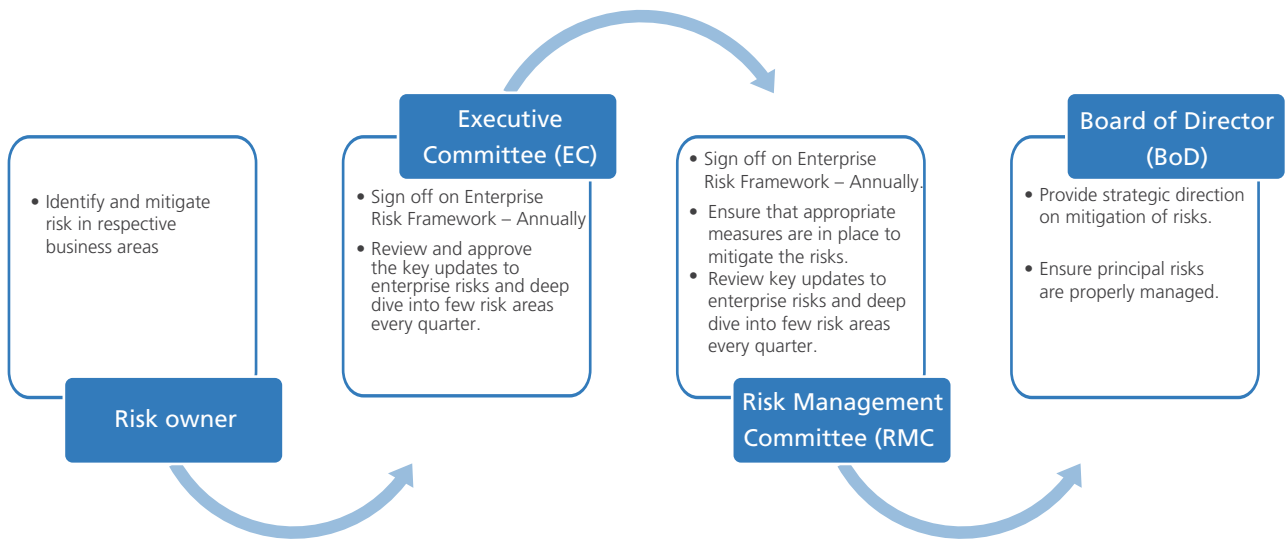 • Identify and mitigate
risk in respective
business areas
Risk owner
Executive
Committee (EC)
• Sign off on Enterprise
Risk Framework – Annually
• Review and approve
the key updates to
enterprise risks and deep
dive into few risk areas
every quarter.
• Sign off on Enterprise
Risk Framework – Annually.
• Ensure that appropriate
measures are in place to
mitigate the risks.
• Review key updates to
enterprise risks and deep
dive into few risk areas
every quarter.
Risk Management
Committee (RMC
Board of Director
(BoD)
• Provide strategic direction
on mitigation of risks.
• Ensure principal risks
are properly managed.